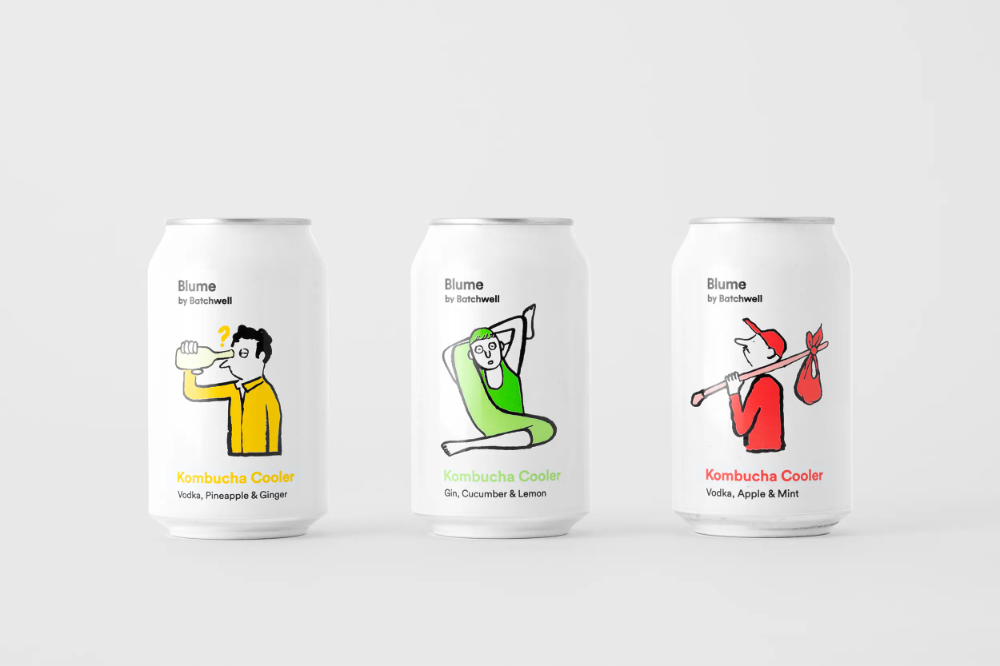 Blume
by Batchwell
?
Kombucha Cooler
Vodka, Pineapple & Ginger
Blume
by Batchwell
Kombucha Cooler
Gin, Cucumber & Lemon
Blume
by Batchwell
Kombucha Cooler
Vodka, Apple & Mint